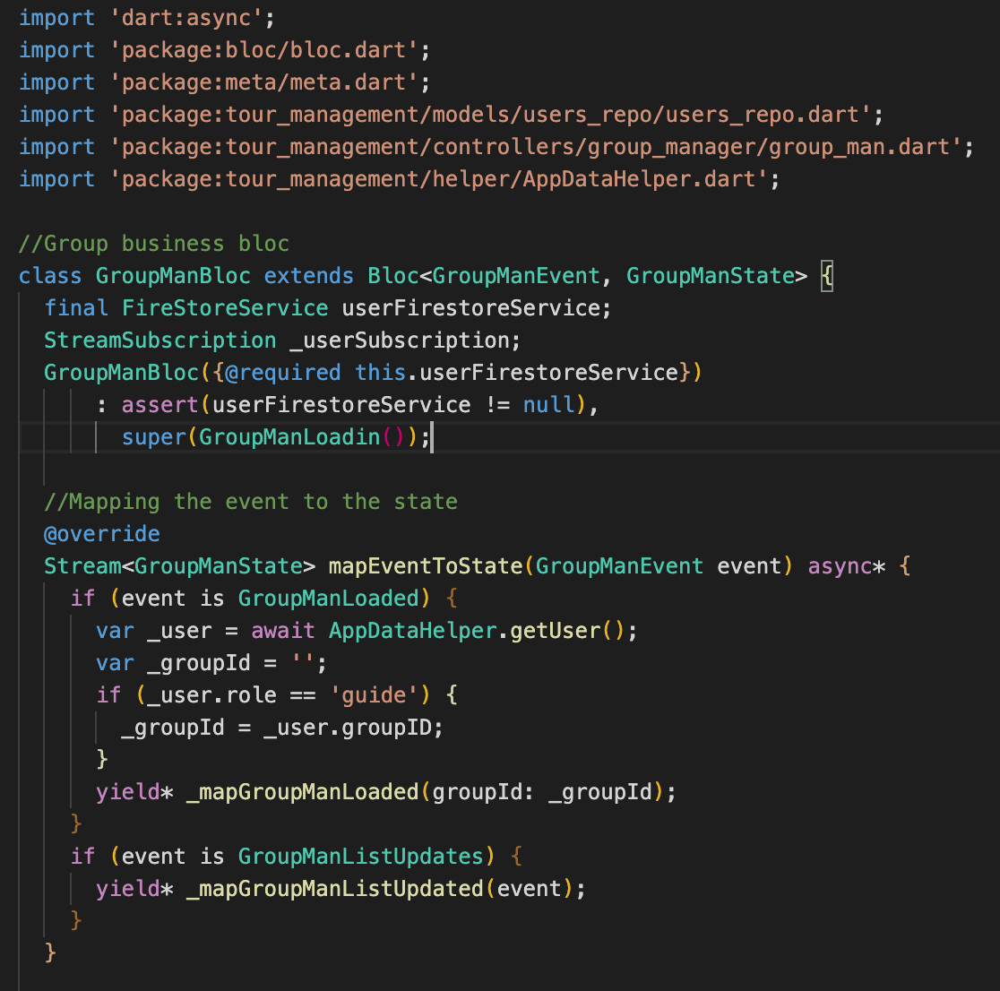 import 'dart:async';
import 'package:bloc/bloc.dart';
import 'package:meta/meta.dart';
import 'package:tour_management/models/users_repo/users_repo.dart';
import 'package:tour_management/controllers/group_manager/group_man.dart';
import 'package:tour_management/helper/AppDataHelper.dart';

//Group business bloc
class GroupManBloc extends Bloc<GroupManEvent, GroupManState> {
  final FireStoreService userFirestoreService;
  StreamSubscription _userSubscription;
  GroupManBloc({@required this.userFirestoreService})
      : assert(userFirestoreService != null),
        super(GroupManLoadin());

  //Mapping the event to the state
  @override
  Stream<GroupManState> mapEventToState(GroupManEvent event) async* {
    if (event is GroupManLoaded) {
      var _user = await AppDataHelper.getUser();
      var _groupId = '';
      if (_user.role == 'guide') {
        _groupId = _user.groupID;
      }
      yield* _mapGroupManLoaded(groupId: _groupId);
    }
    if (event is GroupManListUpdates) {
      yield* _mapGroupManListUpdated(event);
    }
  }